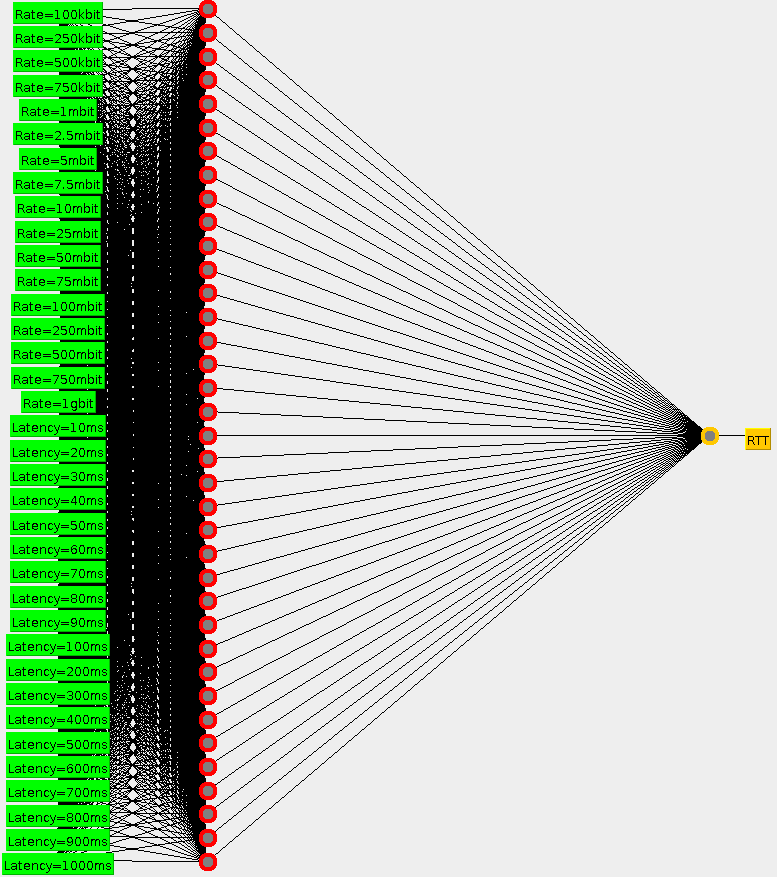 Rate=100kbit
Rate=250kbit
Rate=500kbit
Rate=750kbit
Rate=1mbit
Rate=2.5mbit
Rate=5mbit
Rate=7.5mbit
Rate=10mbit
Rate=25mbit
Rate=50mbit
Rate=75mbit
Rate=100mbit
Rate=250mbit
Rate=500mbit
Rate=750mbit
Rate=1gbit
Latency=10ms
RTT
Latency=20ms
Latency=30ms
Latency=40ms
Latency=50ms
Latency=60ms
Latency=70ms
Latency=80ms
Latency=90ms
Latency=100ms
Latency=200ms
Latency=300ms
Latency=400ms
Latency=500ms
Latency=600ms
Latency=700ms
Latency=800ms
Latency=900ms
Latency=1000ms